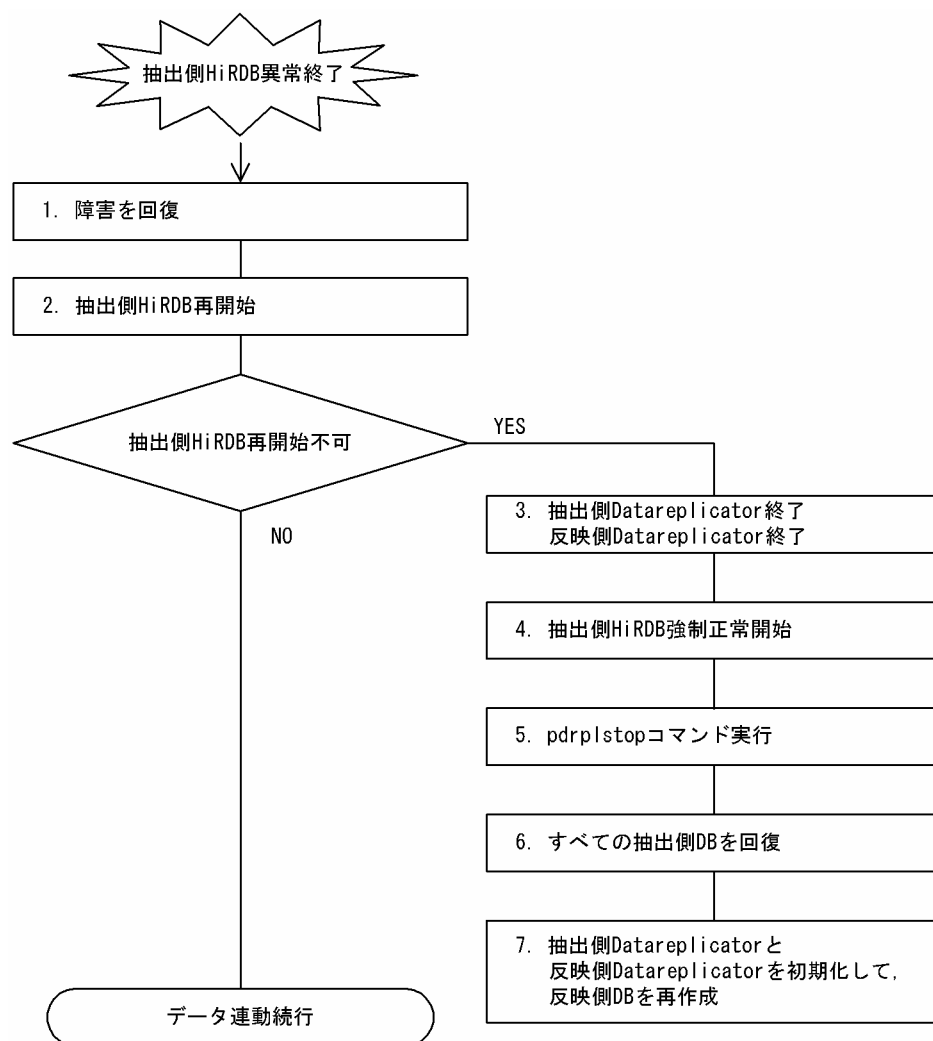 抽出側HiRDB異常終了
1. 障害を回復
2. 抽出側HiRDB再開始
抽出側HiRDB再開始不可
YES
NO
3. 抽出側Datareplicator終了
反映側Datareplicator終了
4. 抽出側HiRDB強制正常開始
5. pdrplstopコマンド実行
6. すべての抽出側DBを回復
7. 抽出側Datareplicatorと
反映側Datareplicatorを初期化して,
反映側DBを再作成
データ連動続行